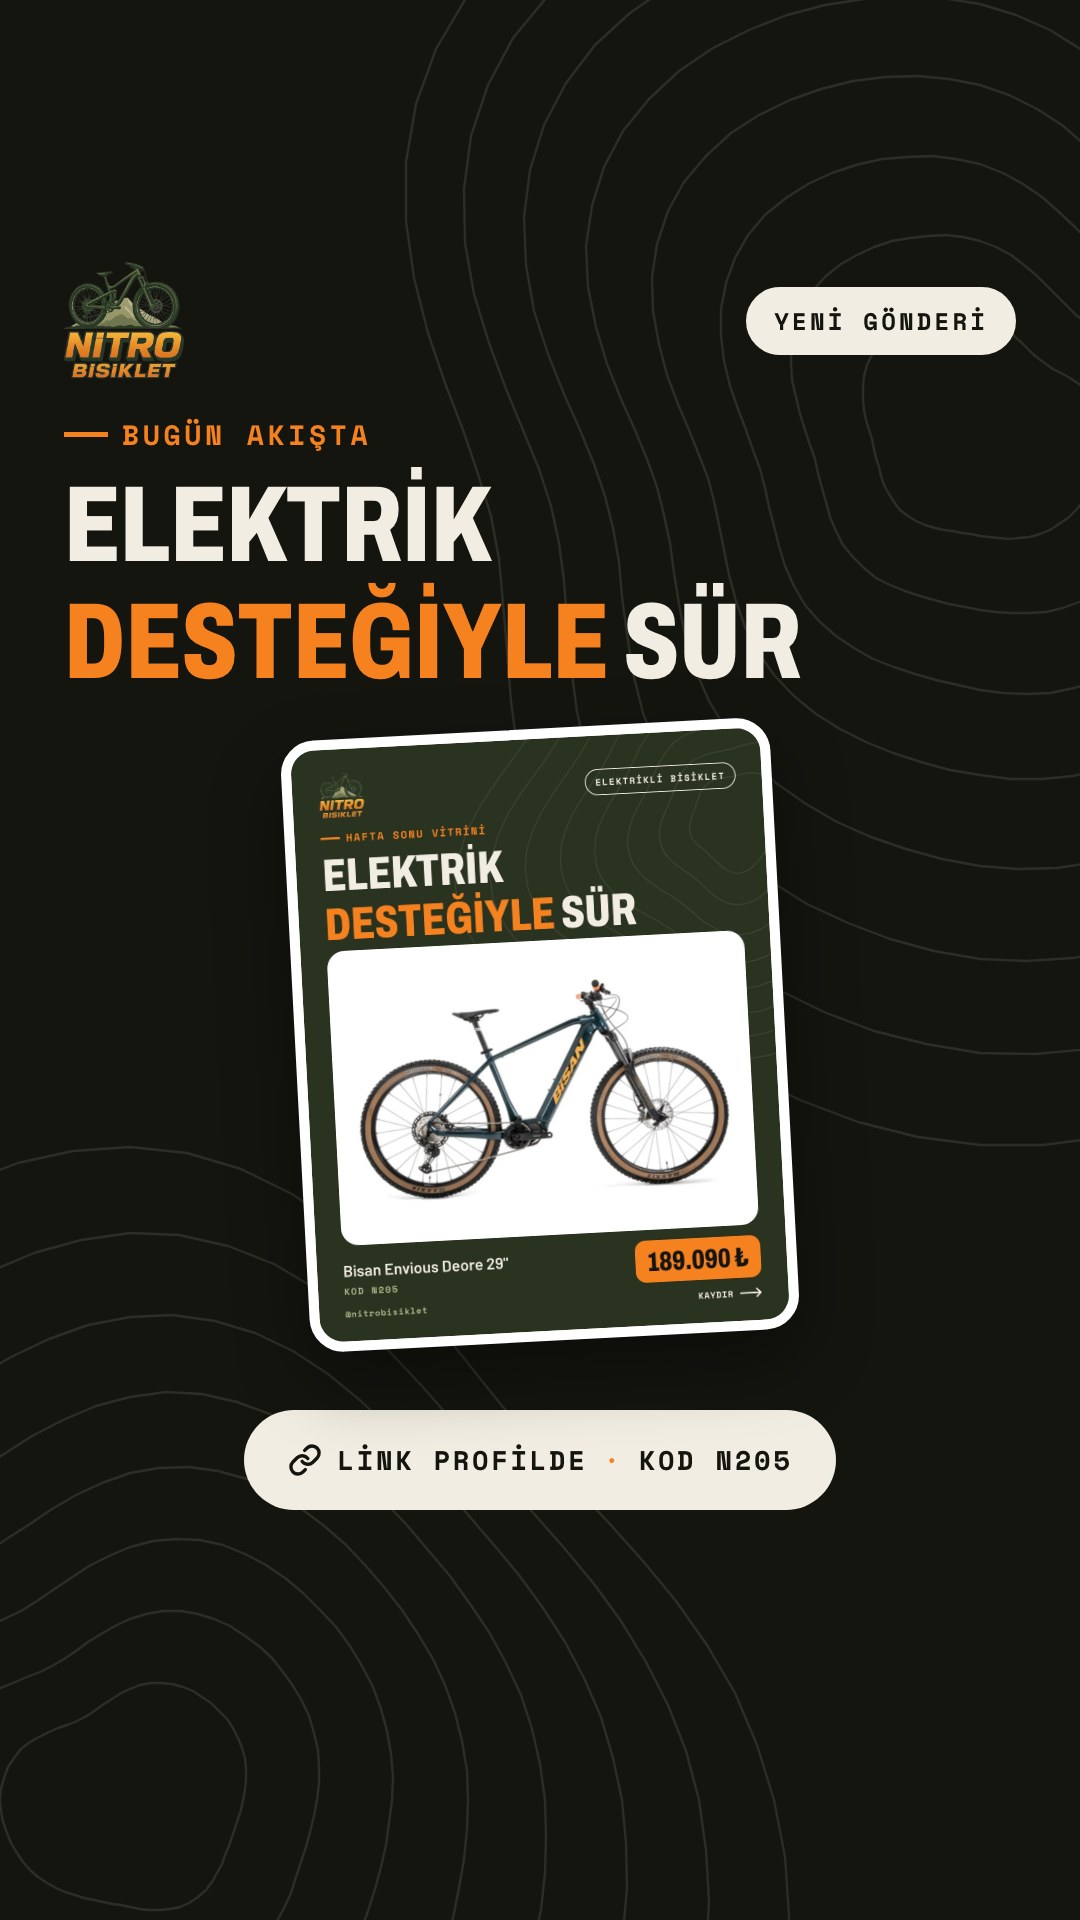 NiTRO
BiSiKLET
YENİ GÖNDERİ
BUGÜN AKIŞTA
ELEKTRİK
DESTEĞİYLE SÜR
NiTRO
BiSiKLET
ELEKTRİKLİ BİSİKLET
HAFTA SONU VİTRİNİ
ELEKTRİK
DESTEĞİYLE SÜR
BiSAN
Bisan Envious Deore 29"
KOD N205
189.090 ₺
@nitrobisiklet
KAYDIR
LİNK PROFİLDE · KOD N205